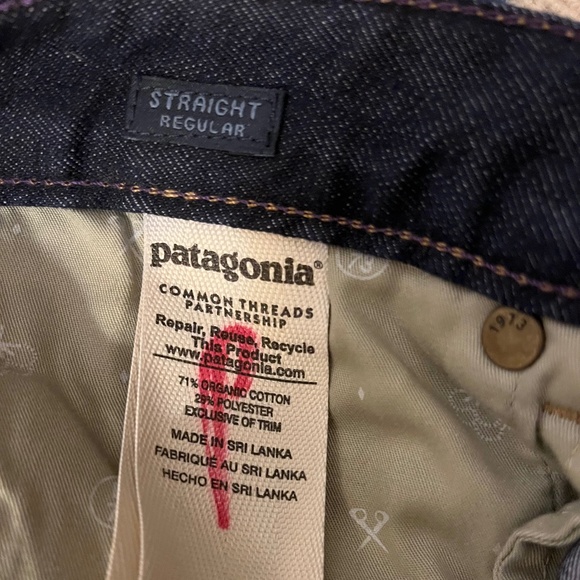 STRAIGHT
REGULAR
patagonia®
COMMON THREADS
PARTNERSHIP
Repair, Reuse, Recycle
This Product
www.patagonia.com
71% ORGANIC COTTON
29% POLYESTER
EXCLUSIVE OF TRIM
MADE IN SRI LANKA
FABRIQUE AU SRI LANKA
HECHO EN SRI LANKA
1973